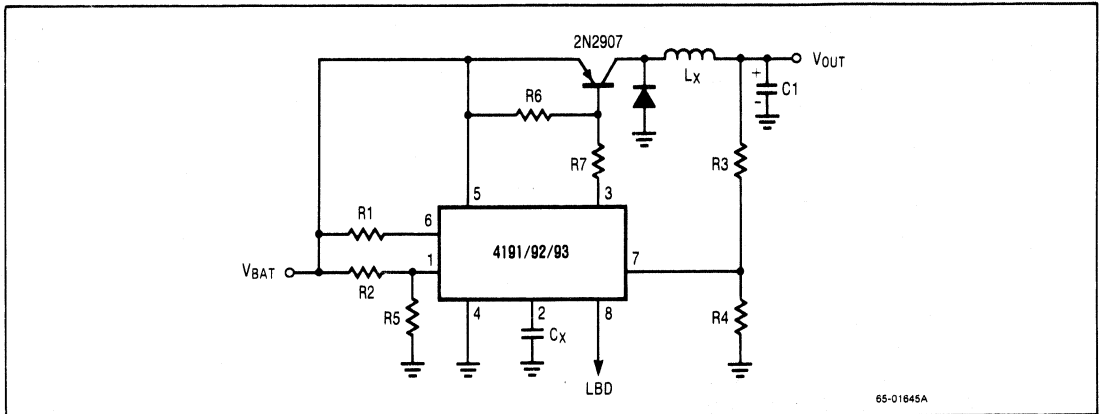 2N2907
VOUT
LX
+
C1
-
R6
R7
R3
5
3
R1
6
4191/92/93
1
7
VBAT
R2
R5
4
2
8
R4
CX
LBD
65-01645A